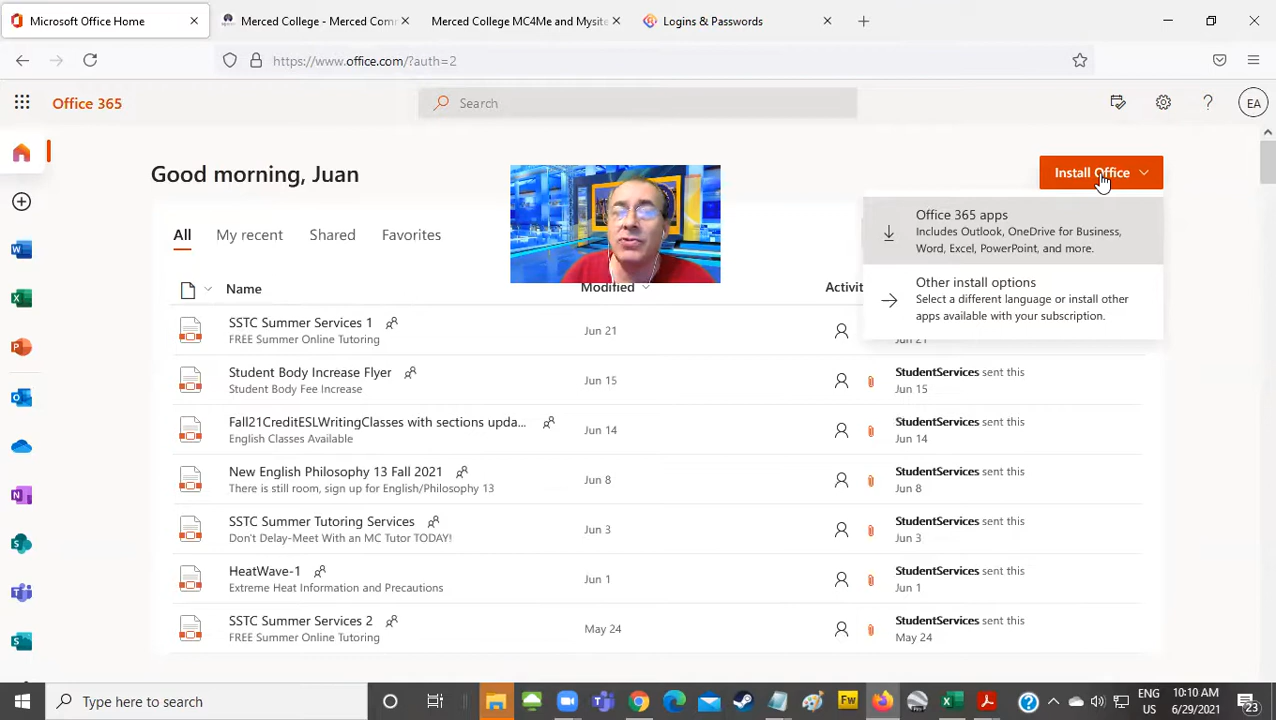 Microsoft Office Home
Merced College - Merced Com
Merced College MC4Me and Mysite
Logins & Passwords
https://www.office.com/?auth=2
Office 365
Search
EA
Good morning, Juan
Install Office
Office 365 apps
Includes Outlook, OneDrive for Business,
Word, Excel, PowerPoint, and more.
Other install options
Select a different language or install other
apps available with your subscription.
All
My recent
Shared
Favorites
Name
Modified
Activit
SSTC Summer Services 1
FREE Summer Online Tutoring
Jun 21
Jun 21
Student Body Increase Flyer
Student Body Fee Increase
Jun 15
StudentServices sent this
Jun 15
Fall21CreditESLWritingClasses with sections upda...
English Classes Available
Jun 14
StudentServices sent this
Jun 14
New English Philosophy 13 Fall 2021
There is still room, sign up for English/Philosophy 13
Jun 8
StudentServices sent this
Jun 8
SSTC Summer Tutoring Services
Don't Delay-Meet With an MC Tutor TODAY!
Jun 3
StudentServices sent this
Jun 3
HeatWave-1
Extreme Heat Information and Precautions
Jun 1
StudentServices sent this
Jun 1
SSTC Summer Services 2
FREE Summer Online Tutoring
May 24
StudentServices sent this
May 24
Type here to search
Fw
ENG
US
10:10 AM
6/29/2021
23